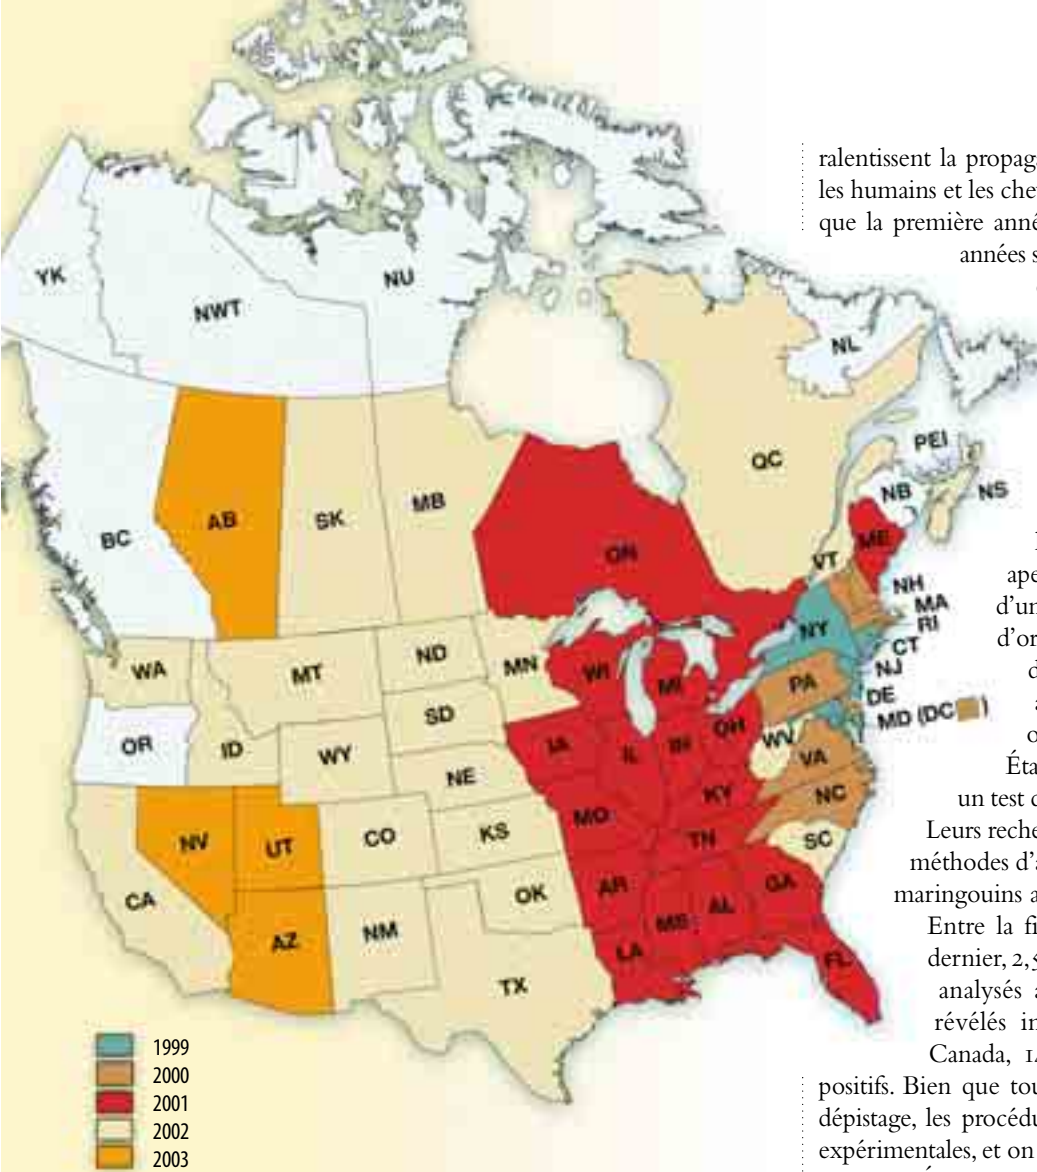 YK
NWT
NU
NL
BC
AB
SK
MB
ON
QC
PEI
NB
NS
ME
VT
NH
MA
RI
CT
NJ
DE
MD (DC )
NY
PA
WA
MT
ND
MN
WI
MI
OR
ID
WY
SD
IA
IL
IN
OH
WV
VA
NE
KY
NC
NV
UT
CO
KS
MO
TN
SC
CA
AZ
NM
OK
AR
MS
AL
GA
TX
LA
FL
1999
2000
2001
2002
2003
ralentissent la propag
les humains et les che
que la première anné
années s
ape
d'un
d'or
d
a
o
Éta
un test d
Leurs reche
méthodes d'a
maringouins a
Entre la fi
dernier, 2,5
analysés a
révélés in
Canada, 1
positifs. Bien que tou
dépistage, les procédu
expérimentales, et on